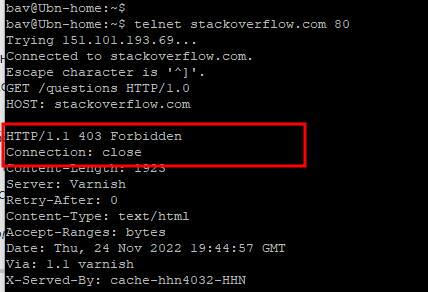 bav@Ubn-home:~$
bav@Ubn-home:~$ telnet stackoverflow.com 80
Trying 151.101.193.69...
Connected to stackoverflow.com.
Escape character is '^]'.
GET /questions HTTP/1.0
HOST: stackoverflow.com

HTTP/1.1 403 Forbidden
Connection: close
Content-Length: 1923
Server: Varnish
Retry-After: 0
Content-Type: text/html
Accept-Ranges: bytes
Date: Thu, 24 Nov 2022 19:44:57 GMT
Via: 1.1 varnish
X-Served-By: cache-hhn4032-HHN